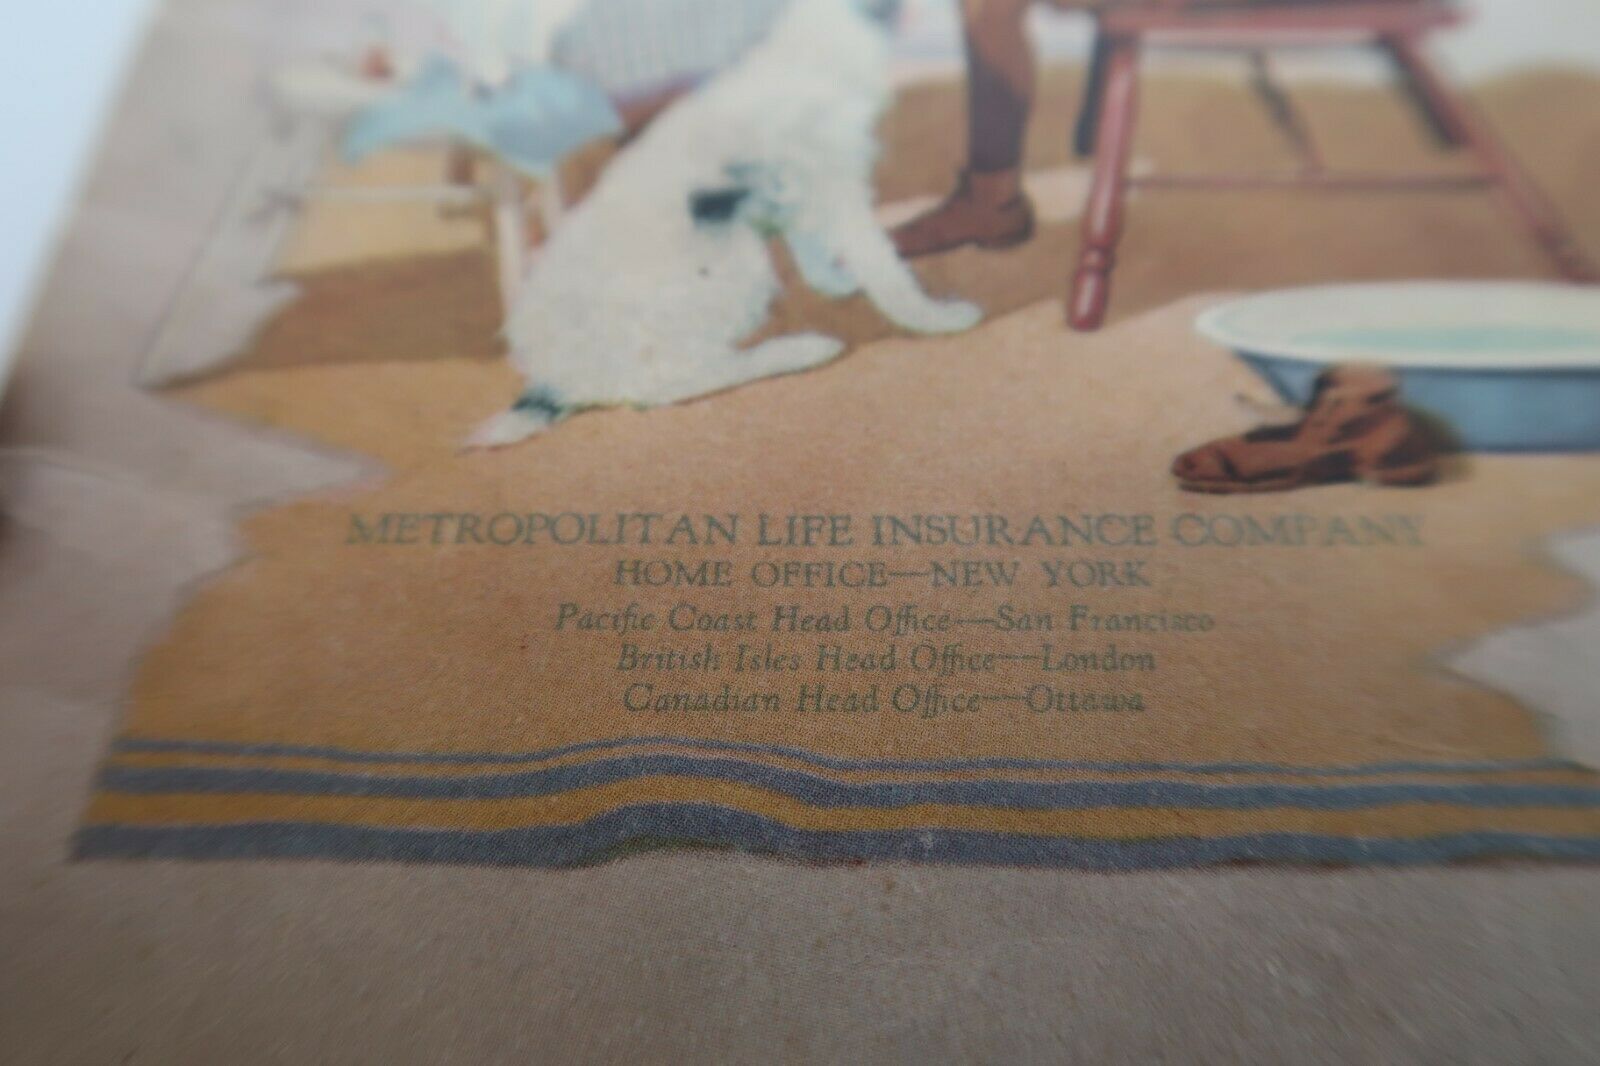 METROPOLITAN LIFE INSURANCE COMPANY
HOME OFFICE—NEW YORK
Pacific Coast Head Office—San Francisco
British Isles Head Office—London
Canadian Head Office—Ottawa